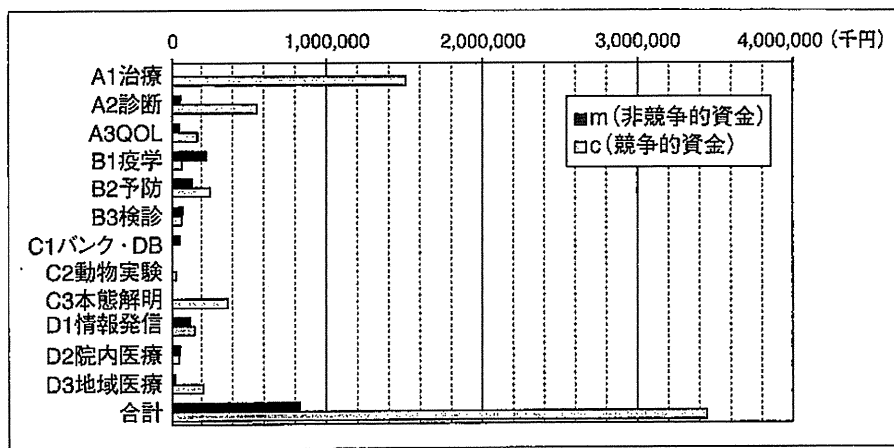 0 1,000,000 2,000,000 3,000,000 4,000,000 (千円)
A1治療
A2診断
A3QOL
B1疫学
B2予防
B3検診
C1バンク・DB
C2動物実験
C3本態解明
D1情報発信
D2院内医療
D3地域医療
合計
m(非競争的資金)
c(競争的資金)